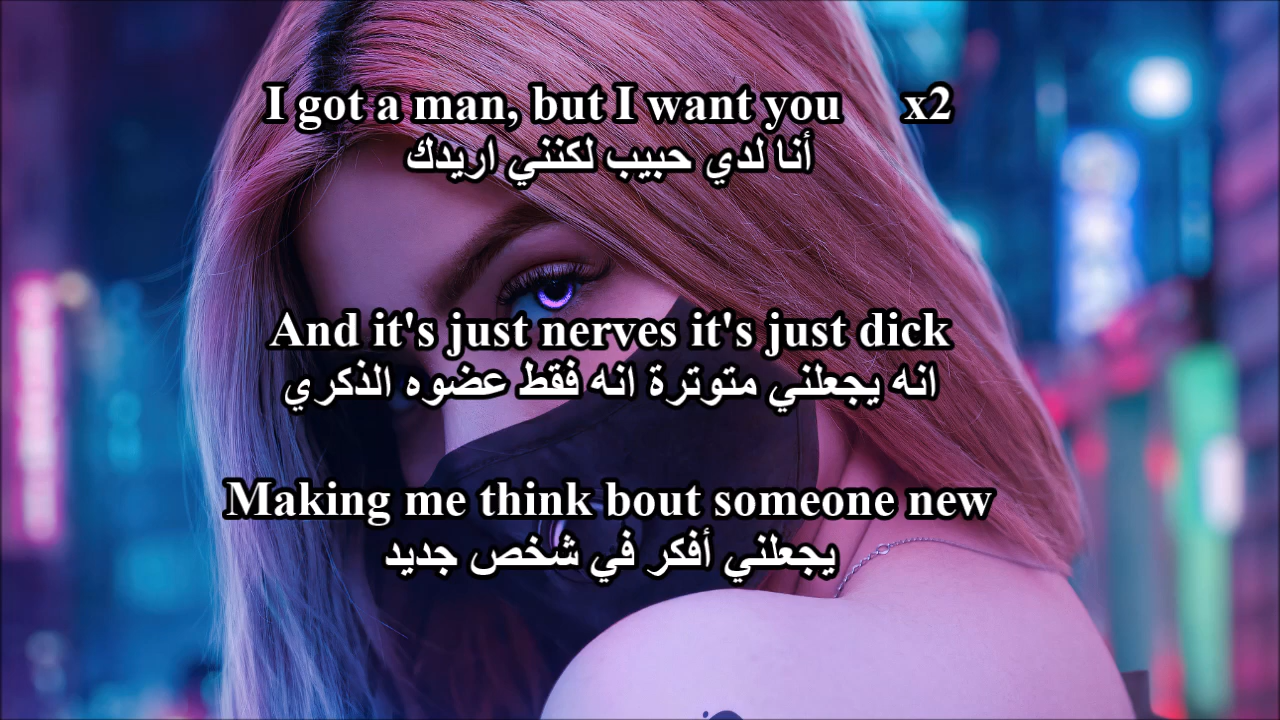 I got a man, but I want you x2
أنا لدي حبيب لكنني اريدك
And it's just nerves it's just dick
انه يجعلني متوترة انه فقط عضوه الذكري
Making me think bout someone new
يجعلني أفكر في شخص جديد